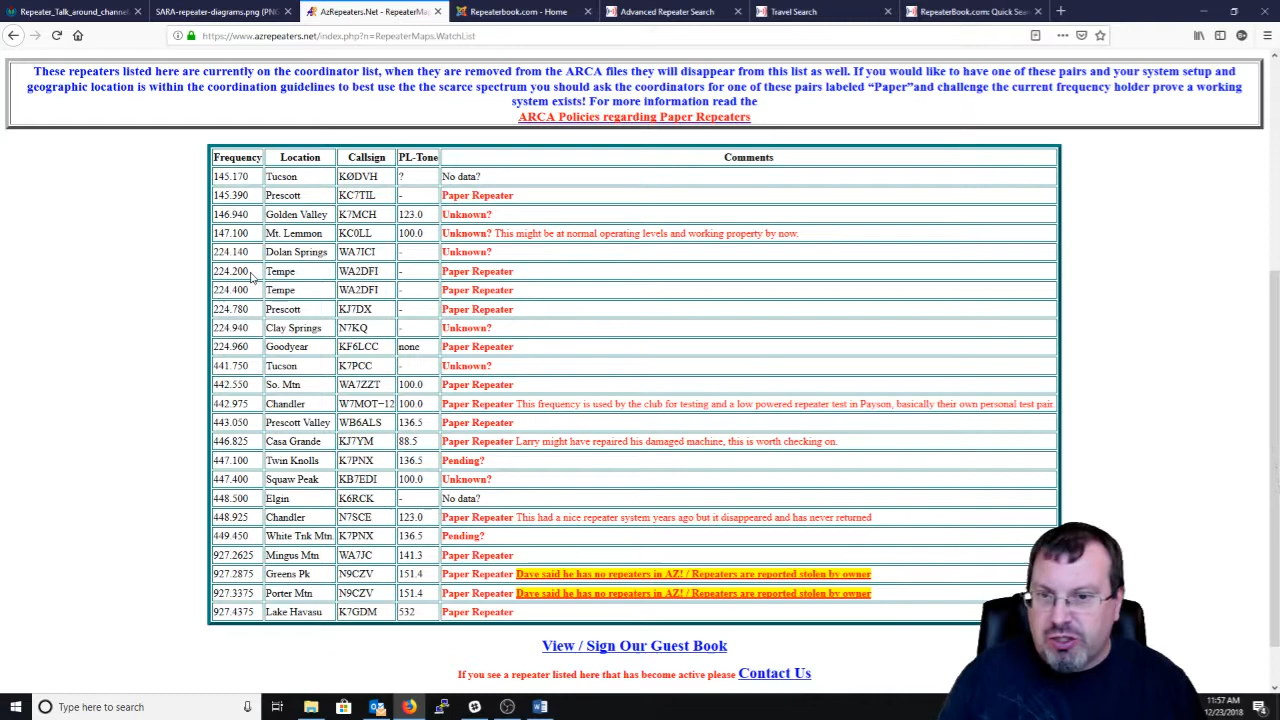 Repeater_Talk_around_channel
SARA-repeater-diagrams.png (PNG
AzRepeaters.Net - RepeaterMap
Repeaterbook.com - Home
Advanced Repeater Search
Travel Search
RepeaterBook.com: Quick Sear
https://www.azrepeaters.net/index.php?n=RepeaterMaps.WatchList
These repeaters listed here are currently on the coordinator list, when they are removed from the ARCA files they will disappear from this list as well. If you would like to have one of these pairs and your system setup and
geographic location is within the coordination guidelines to best use the the scarce spectrum you should ask the coordinators for one of these pairs labeled “Paper”and challenge the current frequency holder prove a working
system exists! For more information read the
ARCA Policies regarding Paper Repeaters
Frequency Location Callsign PL-Tone Comments
145.170 Tucson KØDVH ? No data?
145.390 Prescott KC7TIL - Paper Repeater
146.940 Golden Valley K7MCH 123.0 Unknown?
147.100 Mt. Lemmon KC0LL 100.0 Unknown? This might be at normal operating levels and working property by now.
224.140 Dolan Springs WA7ICI - Unknown?
224.200 Tempe WA2DFI - Paper Repeater
224.400 Tempe WA2DFI - Paper Repeater
224.780 Prescott KJ7DX - Paper Repeater
224.940 Clay Springs N7KQ - Unknown?
224.960 Goodyear KF6LCC none Paper Repeater
441.750 Tucson K7PCC - Unknown?
442.550 So. Mtn WA7ZZT 100.0 Paper Repeater
442.975 Chandler W7MOT-12 100.0 Paper Repeater This frequency is used by the club for testing and a low powered repeater test in Payson, basically their own personal test pair.
443.050 Prescott Valley WB6ALS 136.5 Paper Repeater
446.825 Casa Grande KJ7YM 88.5 Paper Repeater Larry might have repaired his damaged machine, this is worth checking on.
447.100 Twin Knolls K7PNX 136.5 Pending?
447.400 Squaw Peak KB7EDI 100.0 Unknown?
448.500 Elgin K6RCK - No data?
448.925 Chandler N7SCE 123.0 Paper Repeater This had a nice repeater system years ago but it disappeared and has never returned
449.450 White Tnk Mtn. K7PNX 136.5 Pending?
927.2625 Mingus Mtn WA7JC 141.3 Paper Repeater
927.2875 Greens Pk N9CZV 151.4 Paper Repeater Dave said he has no repeaters in AZ! / Repeaters are reported stolen by owner
927.3375 Porter Mtn N9CZV 151.4 Paper Repeater Dave said he has no repeaters in AZ! / Repeaters are reported stolen by owner
927.4375 Lake Havasu K7GDM 532 Paper Repeater
View / Sign Our Guest Book
If you see a repeater listed here that has become active please Contact Us
Type here to search
11:57 AM
12/23/2018